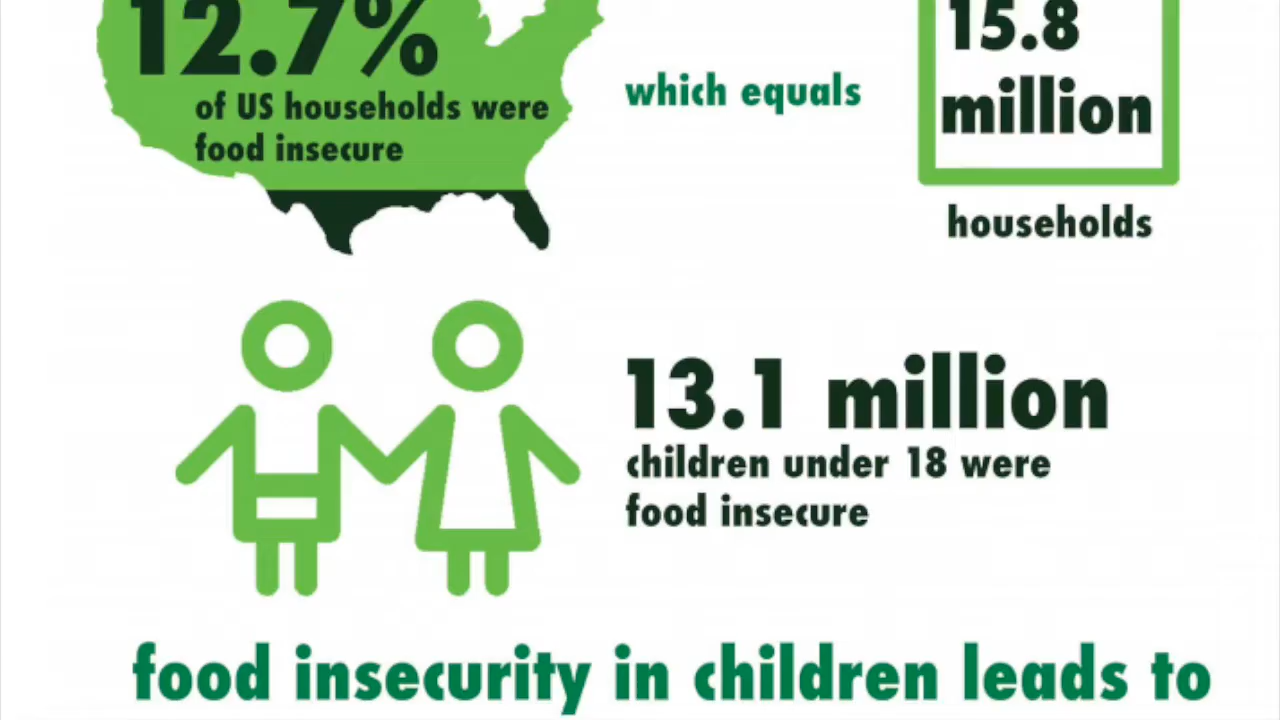 12.7%
of US households were
food insecure
which equals
15.8
million
households
13.1 million
children under 18 were
food insecure
food insecurity in children leads to